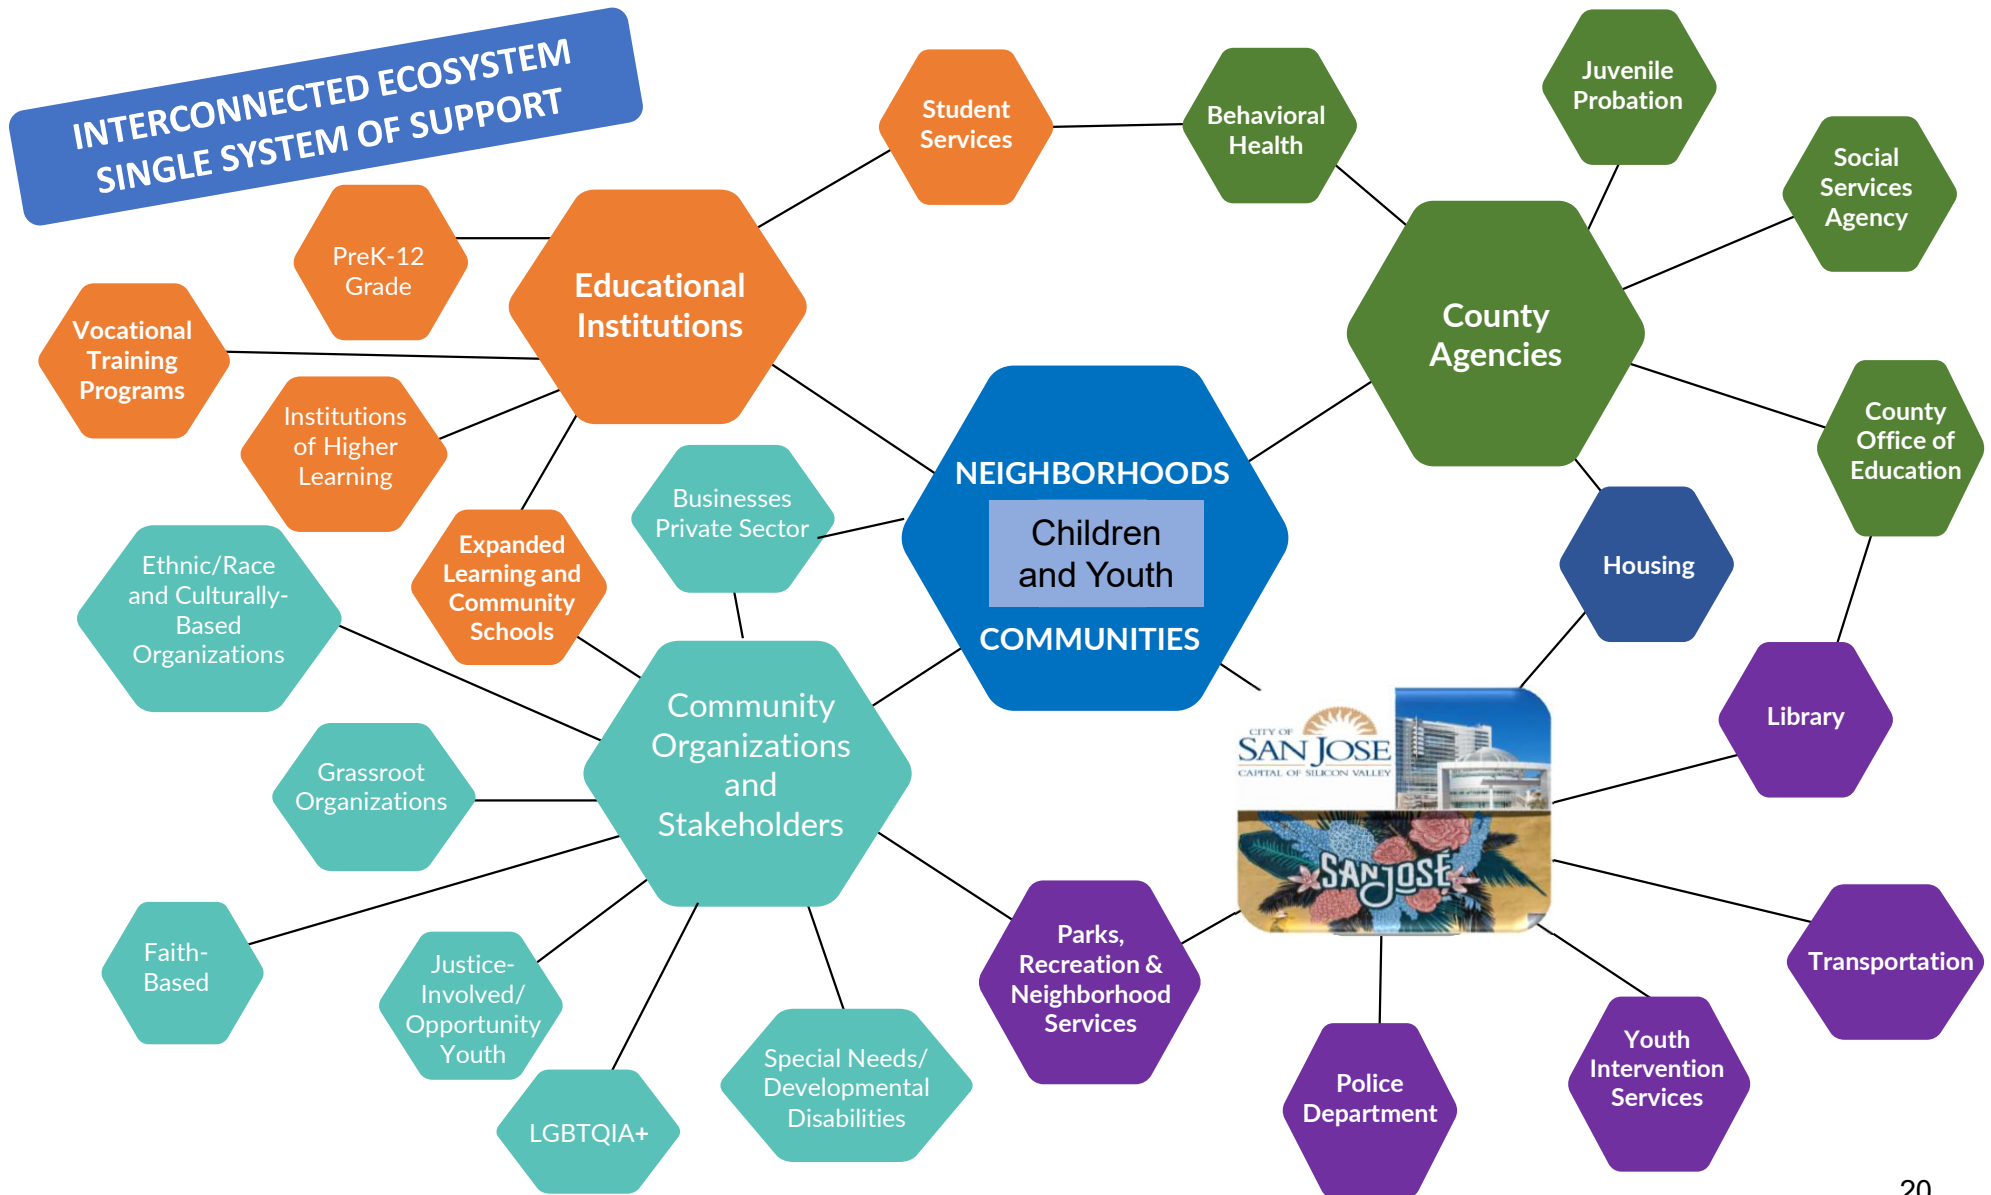 INTERCONNECTED ECOSYSTEM
SINGLE SYSTEM OF SUPPORT
Student
Services
Behavioral
Health
Juvenile
Probation
Social
Services
Agency
PreK-12
Grade
Educational
Institutions
County
Agencies
Vocational
Training
Programs
Institutions
of Higher
Learning
County
Office of
Education
Businesses
Private Sector
NEIGHBORHOODS
Children
and Youth
COMMUNITIES
Expanded
Learning and
Community
Schools
Housing
Ethnic/Race
and Culturally-
Based
Organizations
Community
Organizations
and
Stakeholders
Library
CITY OF
SAN JOSE
CAPITAL OF SILICON VALLEY
SAN JOSÉ
Grassroot
Organizations
Faith-
Based
Justice-
Involved/
Opportunity
Youth
LGBTQIA+
Special Needs/
Developmental
Disabilities
Parks,
Recreation &
Neighborhood
Services
Police
Department
Youth
Intervention
Services
Transportation
20